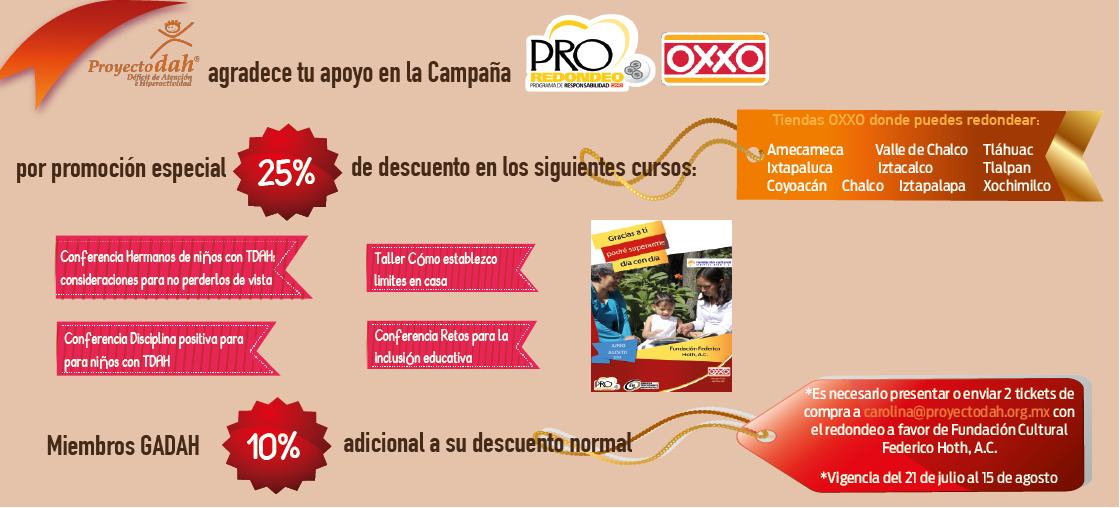 Proyecto dah®
Déficit de Atención
e Hiperactividad
agradece tu apoyo en la Campaña
PRO
REDONDEO
PROGRAMA DE RESPONSABILIDAD OXXO
OXXO
por promoción especial
25%
de descuento en los siguientes cursos:
Tiendas OXXO donde puedes redondear:
Amecameca Valle de Chalco Tláhuac
Ixtapaluca Iztacalco Tlalpan
Coyoacán Chalco Iztapalapa Xochimilco
Conferencia Hermanos de niños con TDAH:
consideraciones para no perderlos de vista
Taller Cómo establezco
límites en casa
Conferencia Disciplina positiva para
para niños con TDAH
Conferencia Retos para la
inclusión educativa
Gracias a ti
podré superarme
día con día
JUNIO
AGOSTO
Fundación Federico
Hoth, A.C.
PRO
OXXO
Miembros GADAH
10%
adicional a su descuento normal
*Es necesario presentar o enviar 2 tickets de
compra a carolina@proyectodah.org.mx con
el redondeo a favor de Fundación Cultural
Federico Hoth, A.C.
*Vigencia del 21 de julio al 15 de agosto